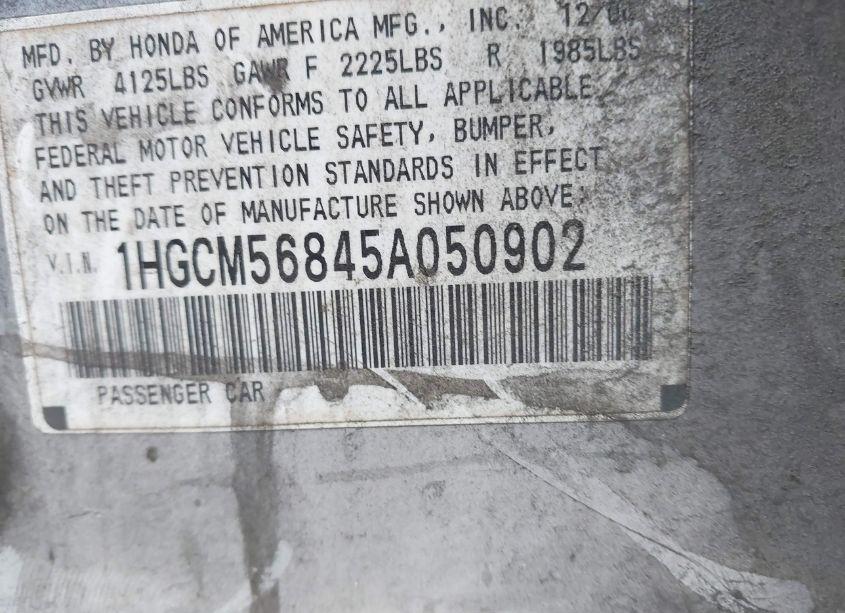 MFD. BY HONDA OF AMERICA MFG., INC. 12/0
GVWR 4125LBS GAWR F 2225LBS R 1985LBS
THIS VEHICLE CONFORMS TO ALL APPLICABLE
FEDERAL MOTOR VEHICLE SAFETY, BUMPER,
AND THEFT PREVENTION STANDARDS IN EFFECT
ON THE DATE OF MANUFACTURE SHOWN ABOVE.
V.I.N. 1HGCM56845A050902
PASSENGER CAR